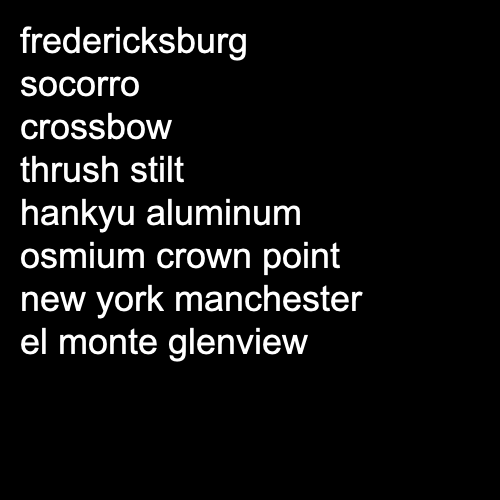 fredericksburg
socorro
crossbow
thrush stilt
hankyu aluminum
osmium crown point
new york manchester
el monte glenview